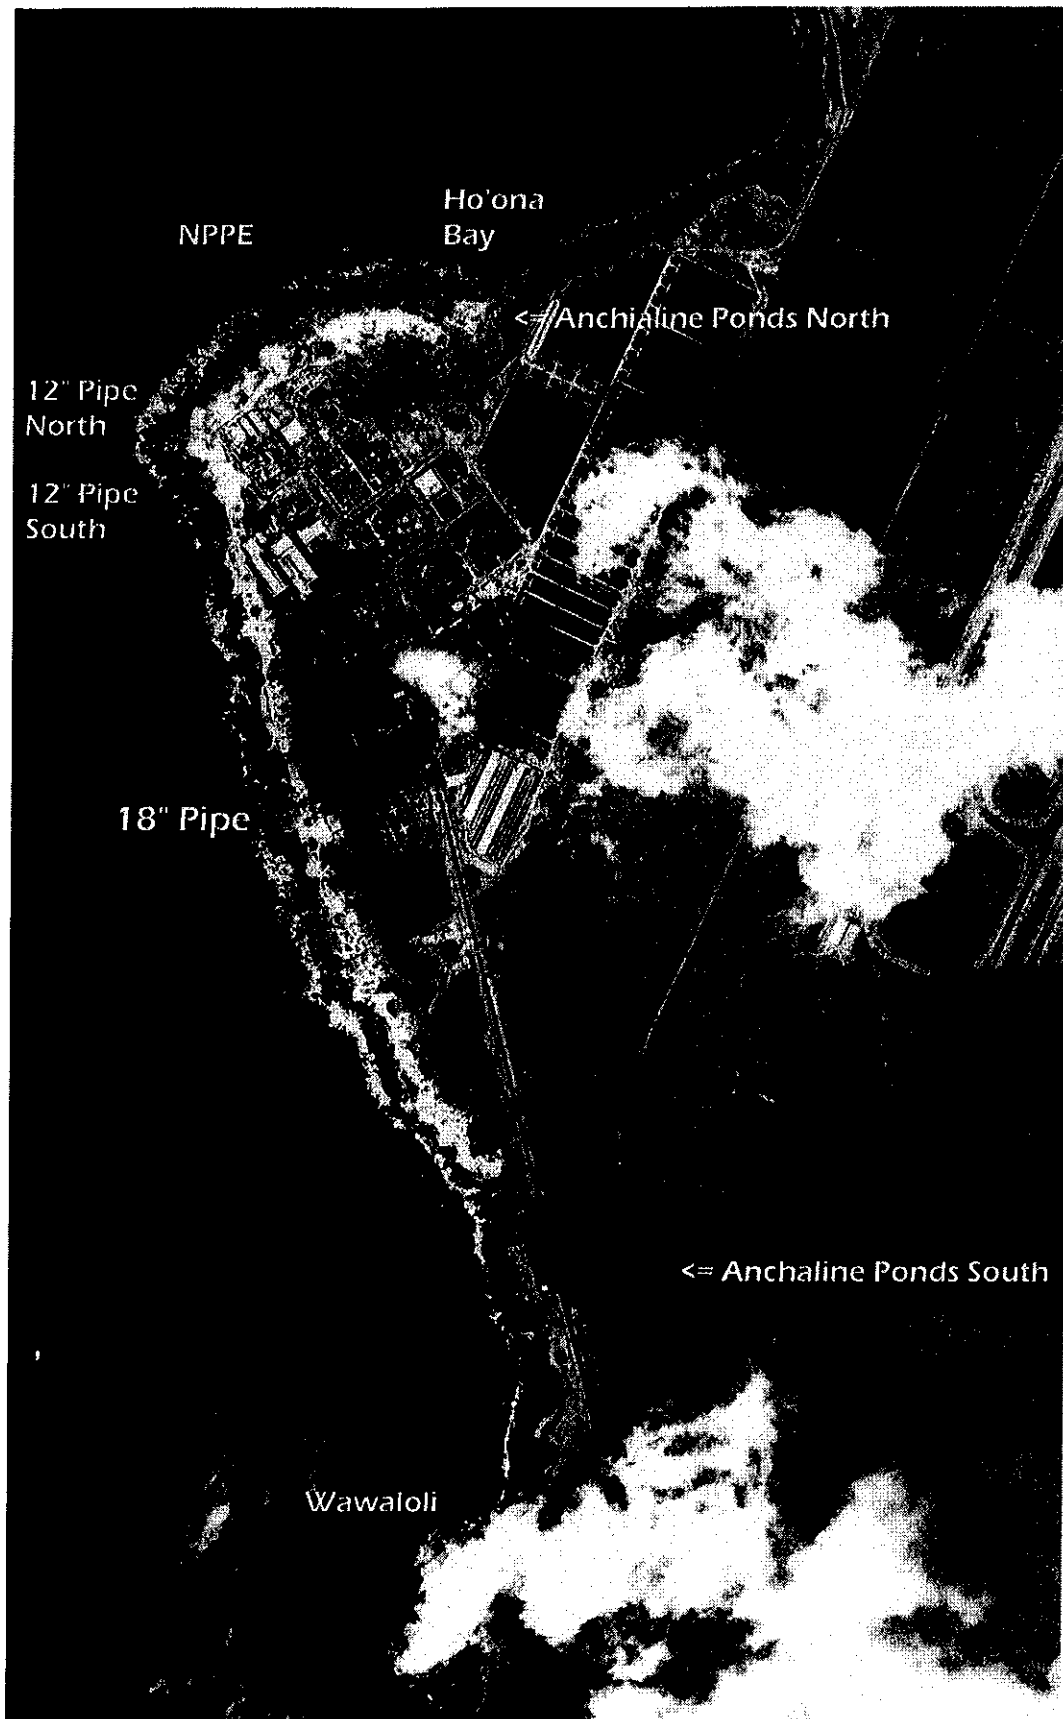 Ho'ona
Bay
NPPE
<= Anchialine Ponds North
12" Pipe
North
12" Pipe
South
18" Pipe
<= Anchaline Ponds South
Wawaloli